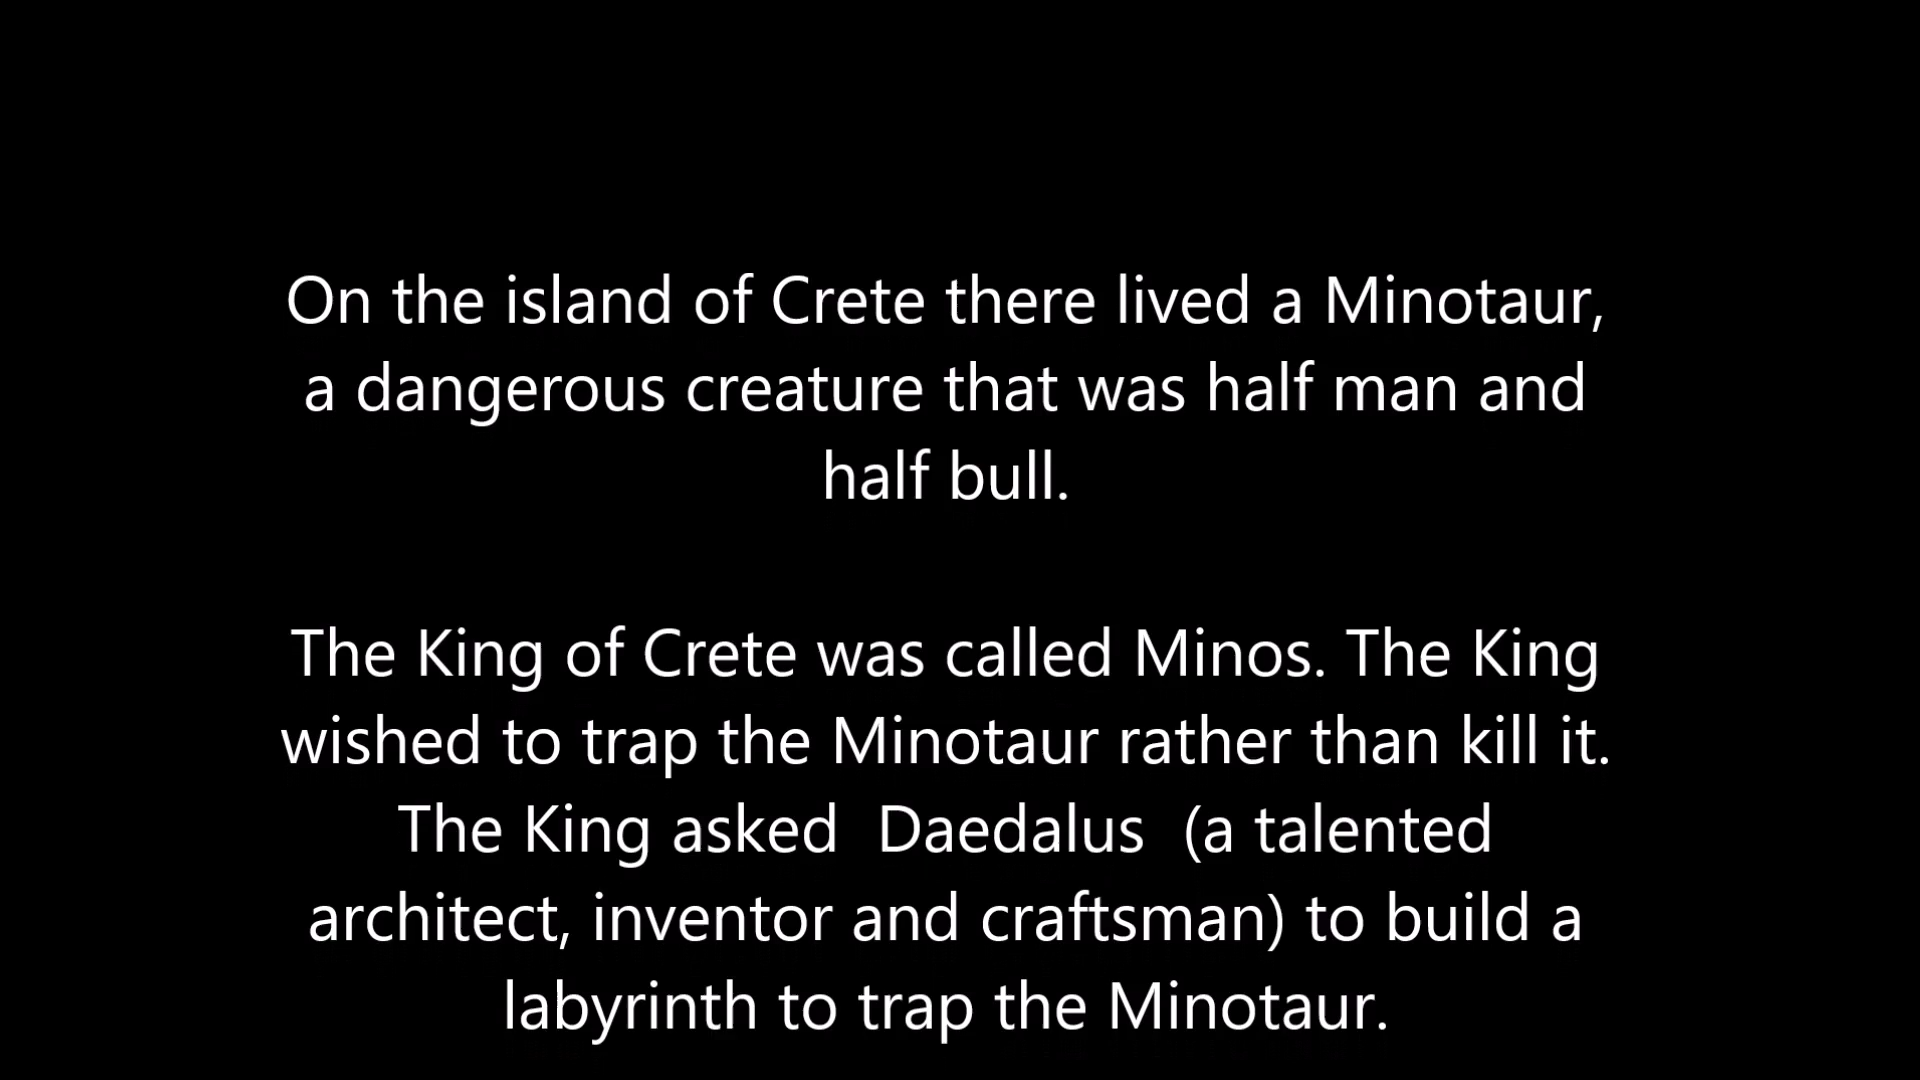 On the island of Crete there lived a Minotaur,
a dangerous creature that was half man and
half bull.
The King of Crete was called Minos. The King
wished to trap the Minotaur rather than kill it.
The King asked  Daedalus  (a talented
architect, inventor and craftsman) to build a
labyrinth to trap the Minotaur.